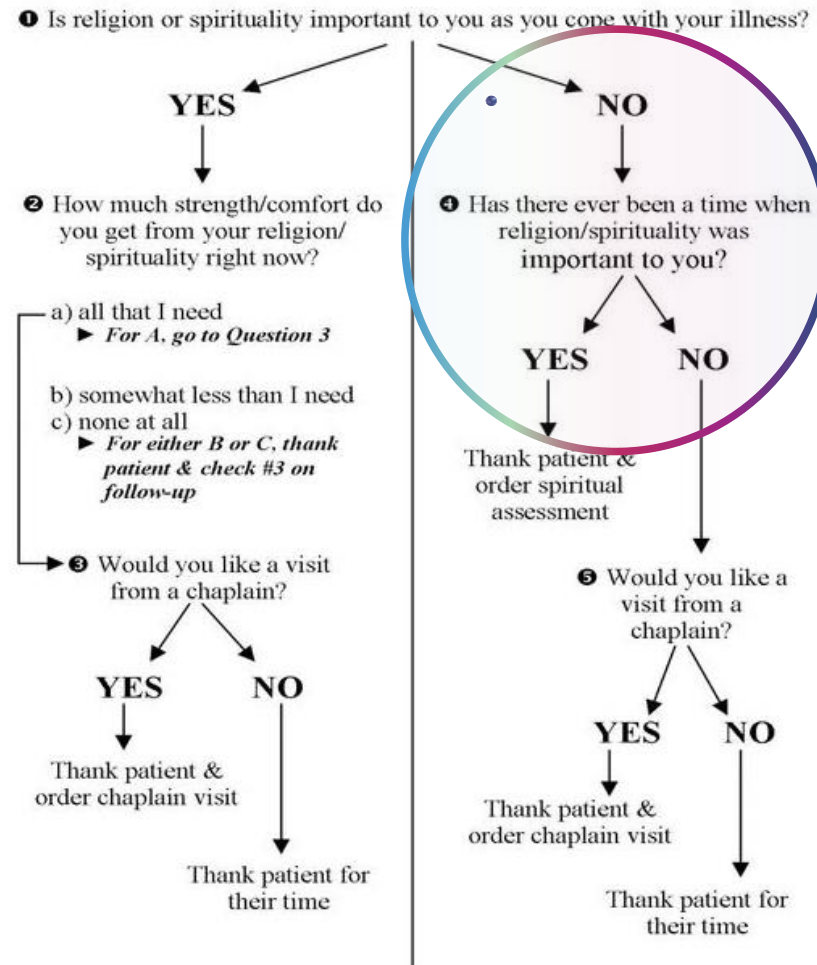 ❶ Is religion or spirituality important to you as you cope with your illness?
YES
❷ How much strength/comfort do
you get from your religion/
spirituality right now?
a) all that I need
► For A, go to Question 3
b) somewhat less than I need
c) none at all
► For either B or C, thank
patient & check #3 on
follow-up
❸ Would you like a visit
from a chaplain?
YES NO
Thank patient &
order chaplain visit
Thank patient for
their time
NO
❹ Has there ever been a time when
religion/spirituality was
important to you?
YES NO
Thank patient &
order spiritual
assessment
❺ Would you like a
visit from a
chaplain?
YES NO
Thank patient &
order chaplain visit
Thank patient for
their time